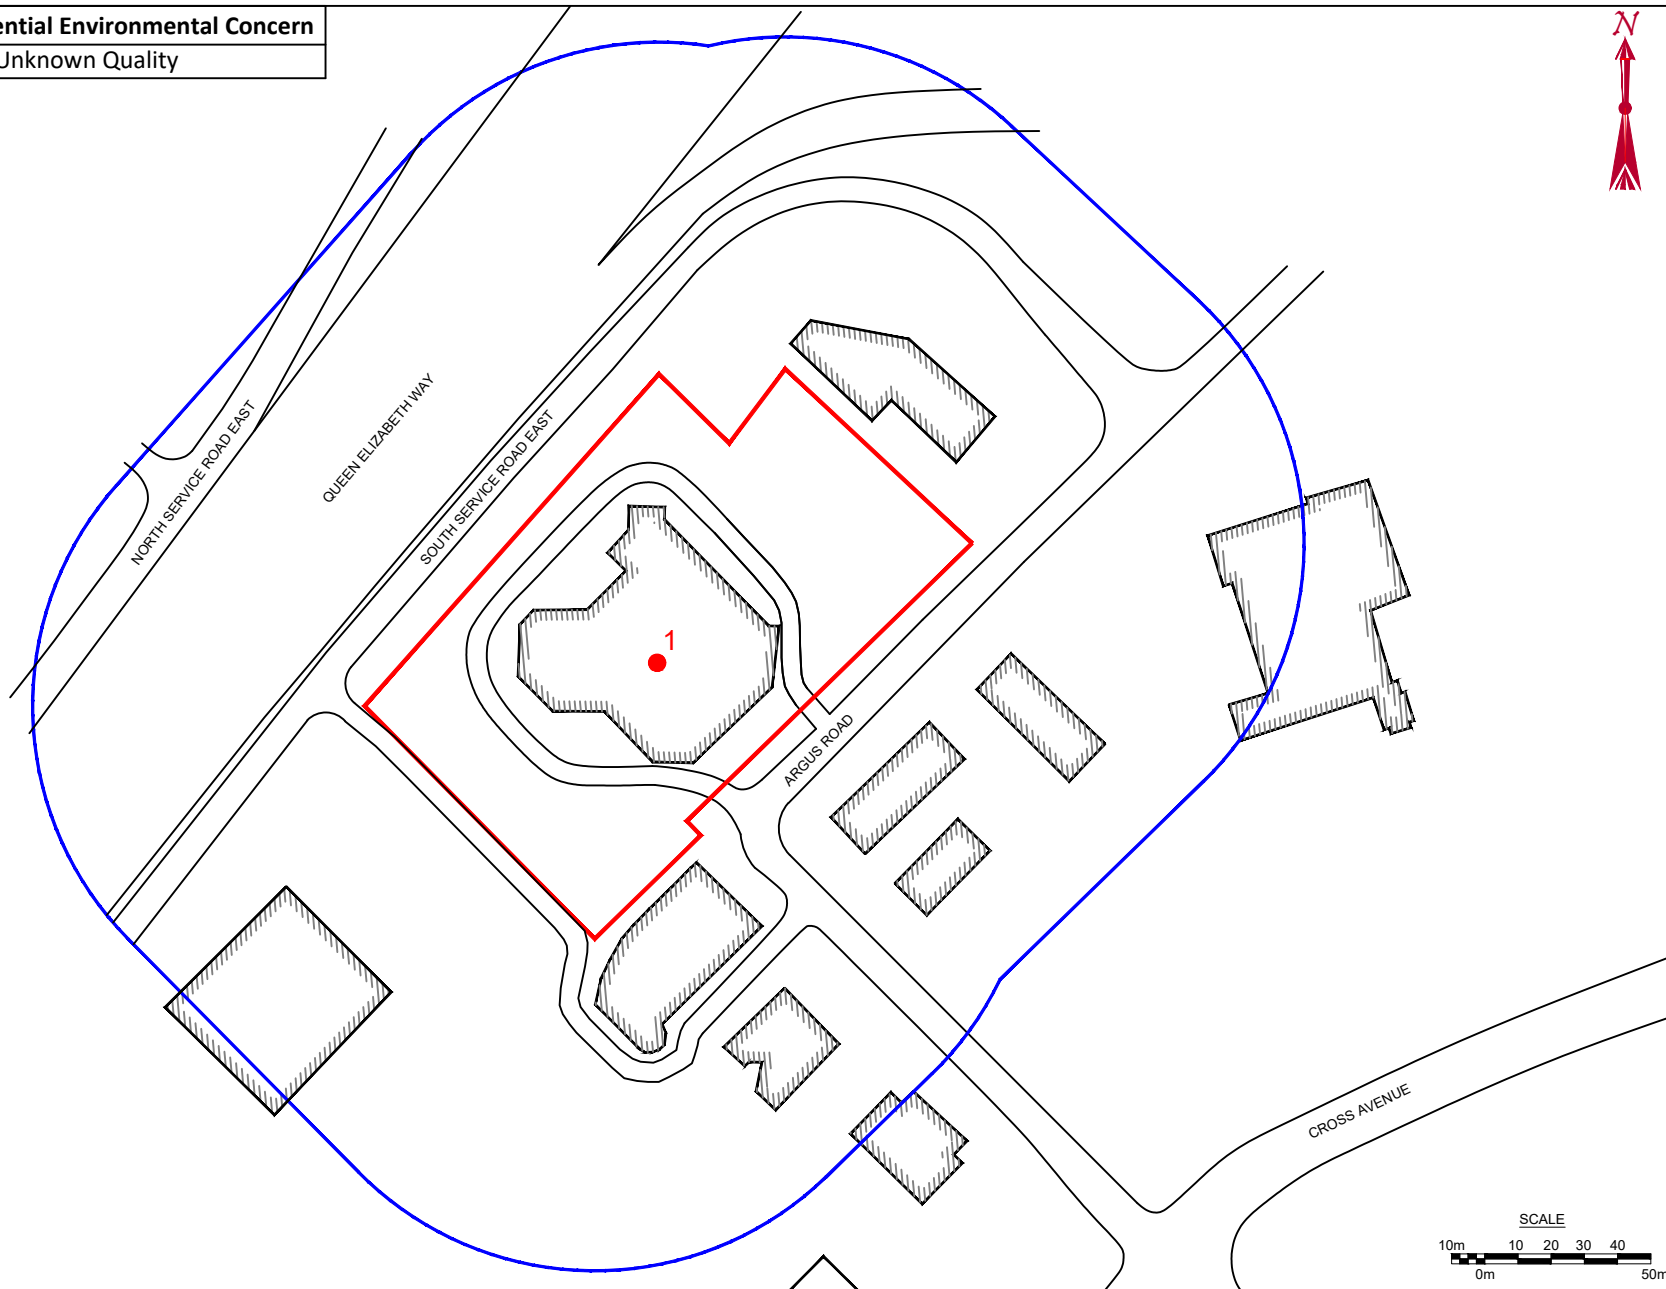 ential Environmental Concern
Unknown Quality
N
NORTH SERVICE ROAD EAST
QUEEN ELIZABETH WAY
SOUTH SERVICE ROAD EAST
1
ARGUS ROAD
CROSS AVENUE
SCALE
10m 10 20 30 40
0m 50m